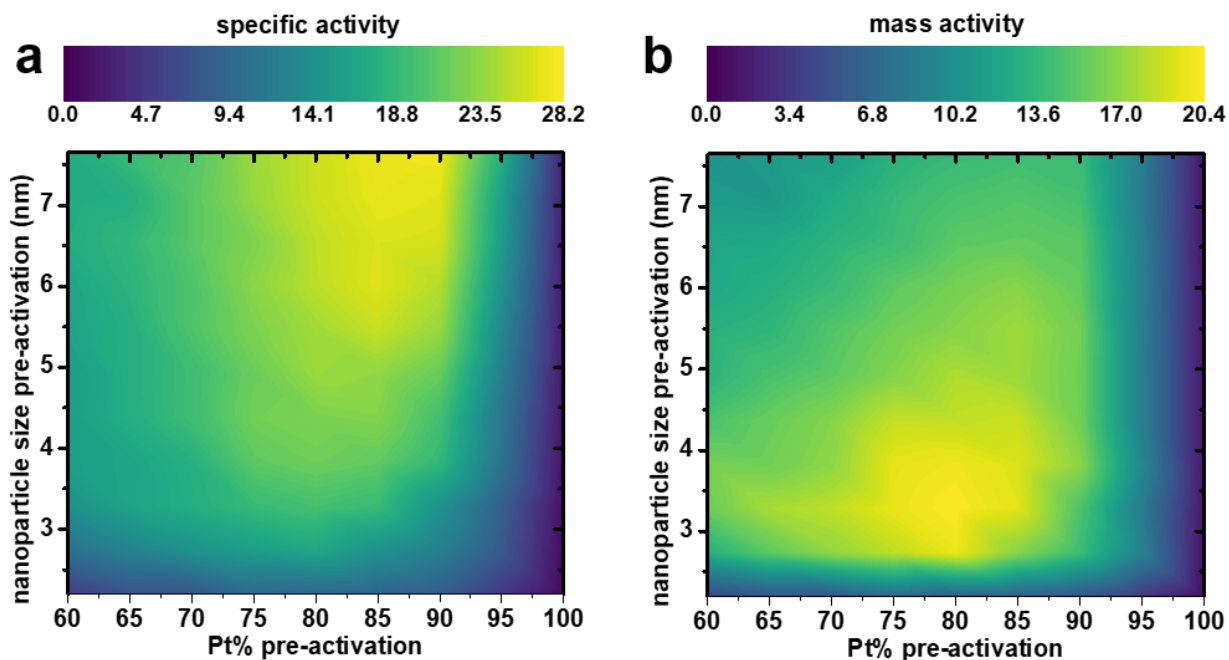 a
specific activity
0.0 4.7 9.4 14.1 18.8 23.5 28.2
nanoparticle size pre-activation (nm)
7
6
5
4
3
60 65 70 75 80 85 90 95 100
Pt% pre-activation
b
mass activity
0.0 3.4 6.8 10.2 13.6 17.0 20.4
nanoparticle size pre-activation (nm)
7
6
5
4
3
60 65 70 75 80 85 90 95 100
Pt% pre-activation